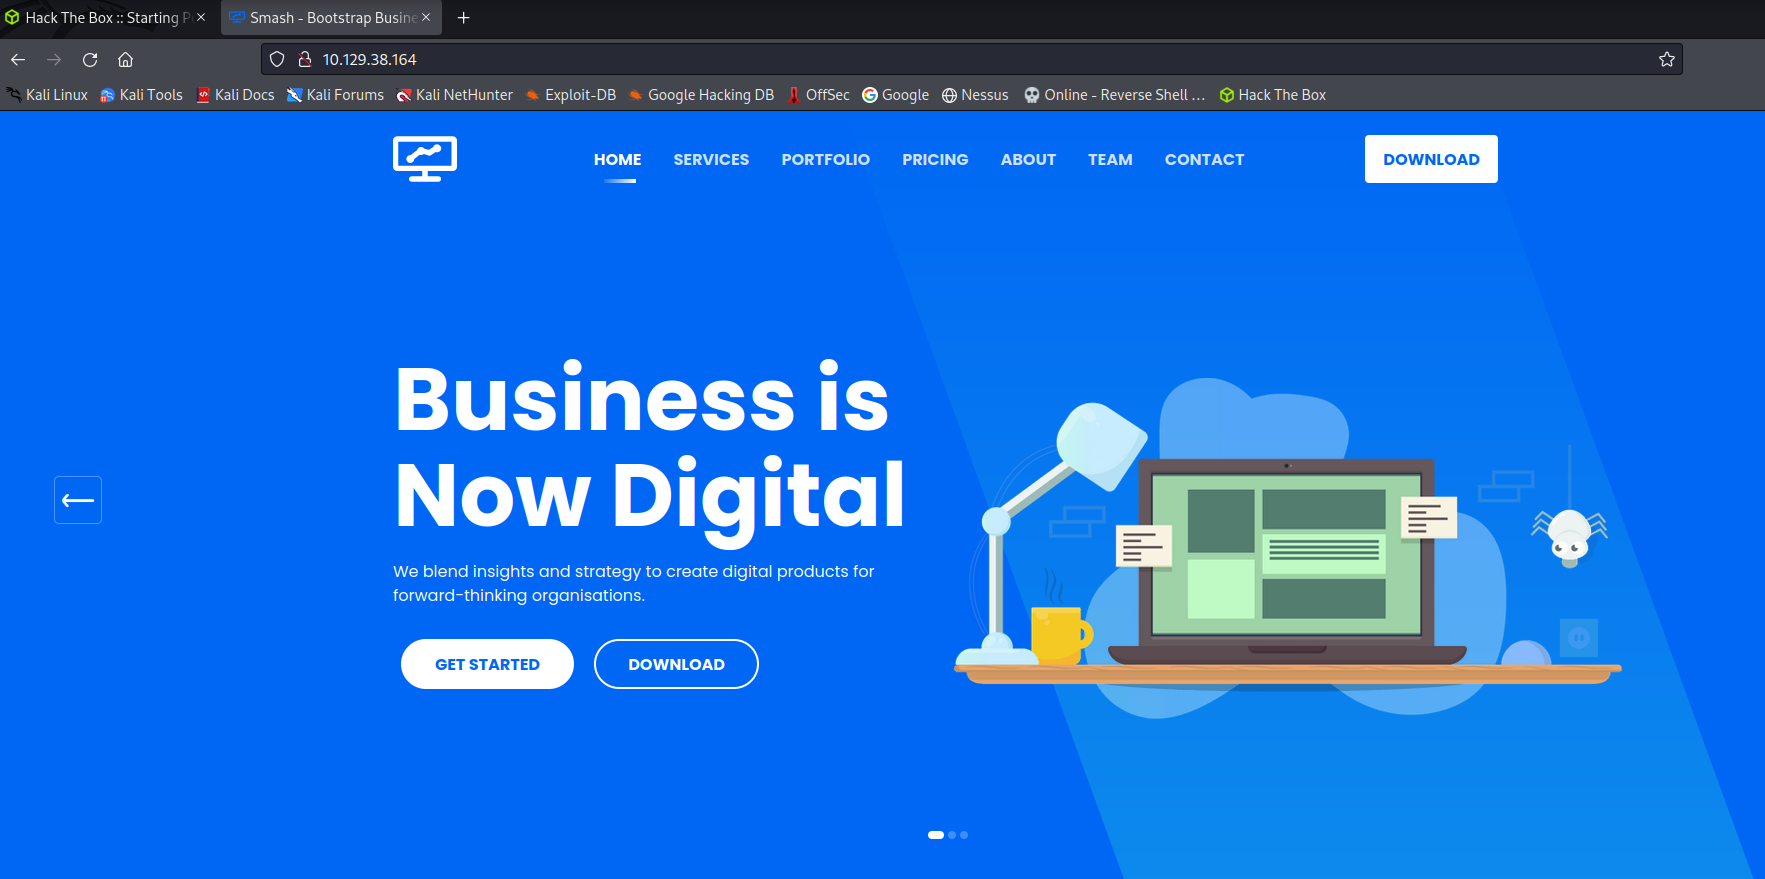 Hack The Box :: Starting P
Smash - Bootstrap Busine
10.129.38.164
Kali Linux Kali Tools Kali Docs Kali Forums Kali NetHunter Exploit-DB Google Hacking DB OffSec Google Nessus Online - Reverse Shell ... Hack The Box
HOME SERVICES PORTFOLIO PRICING ABOUT TEAM CONTACT DOWNLOAD
Business is
Now Digital
We blend insights and strategy to create digital products for
forward-thinking organisations.
GET STARTED DOWNLOAD